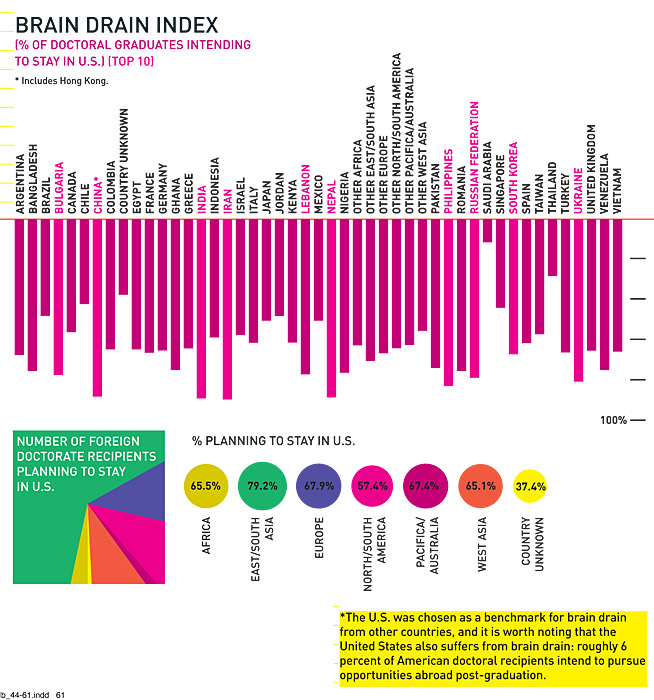 BRAIN DRAIN INDEX
(% OF DOCTORAL GRADUATES INTENDING
TO STAY IN U.S.) (TOP 10)
* Includes Hong Kong.
ARGENTINA
BANGLADESH
BRAZIL
BULGARIA
CANADA
CHILE
CHINA*
COLOMBIA
COUNTRY UNKNOWN
EGYPT
FRANCE
GERMANY
GHANA
GREECE
INDIA
INDONESIA
IRAN
ISRAEL
ITALY
JAPAN
JORDAN
KENYA
LEBANON
MEXICO
NEPAL
NIGERIA
OTHER AFRICA
OTHER EAST/SOUTH ASIA
OTHER EUROPE
OTHER NORTH/SOUTH AMERICA
OTHER PACIFICA/AUSTRALIA
OTHER WEST ASIA
PAKISTAN
PHILIPPINES
ROMANIA
RUSSIAN FEDERATION
SAUDI ARABIA
SINGAPORE
SOUTH KOREA
SPAIN
TAIWAN
THAILAND
TURKEY
UKRAINE
UNITED KINGDOM
VENEZUELA
VIETNAM
100%
NUMBER OF FOREIGN
DOCTORATE RECIPIENTS
PLANNING TO STAY
IN U.S.
% PLANNING TO STAY IN U.S.
65.5%
79.2%
67.9%
57.4%
67.4%
65.1%
37.4%
AFRICA
EAST/SOUTH
ASIA
EUROPE
NORTH/SOUTH
AMERICA
PACIFICA/
AUSTRALIA
WEST ASIA
COUNTRY
UNKNOWN
*The U.S. was chosen as a benchmark for brain drain
from other countries, and it is worth noting that the
United States also suffers from brain drain: roughly 6
percent of American doctoral recipients intend to pursue
opportunities abroad post-graduation.
lb_44-61.indd 61